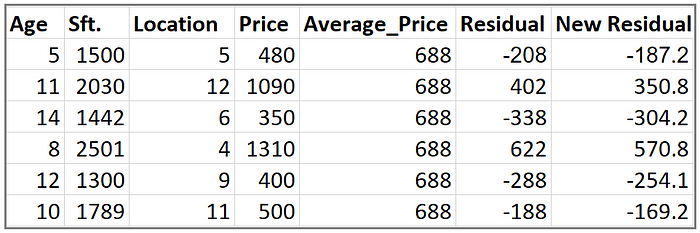 Age Sft. Location Price Average_Price Residual New Residual
5 1500 5 480 688 -208 -187.2
11 2030 12 1090 688 402 350.8
14 1442 6 350 688 -338 -304.2
8 2501 4 1310 688 622 570.8
12 1300 9 400 688 -288 -254.1
10 1789 11 500 688 -188 -169.2